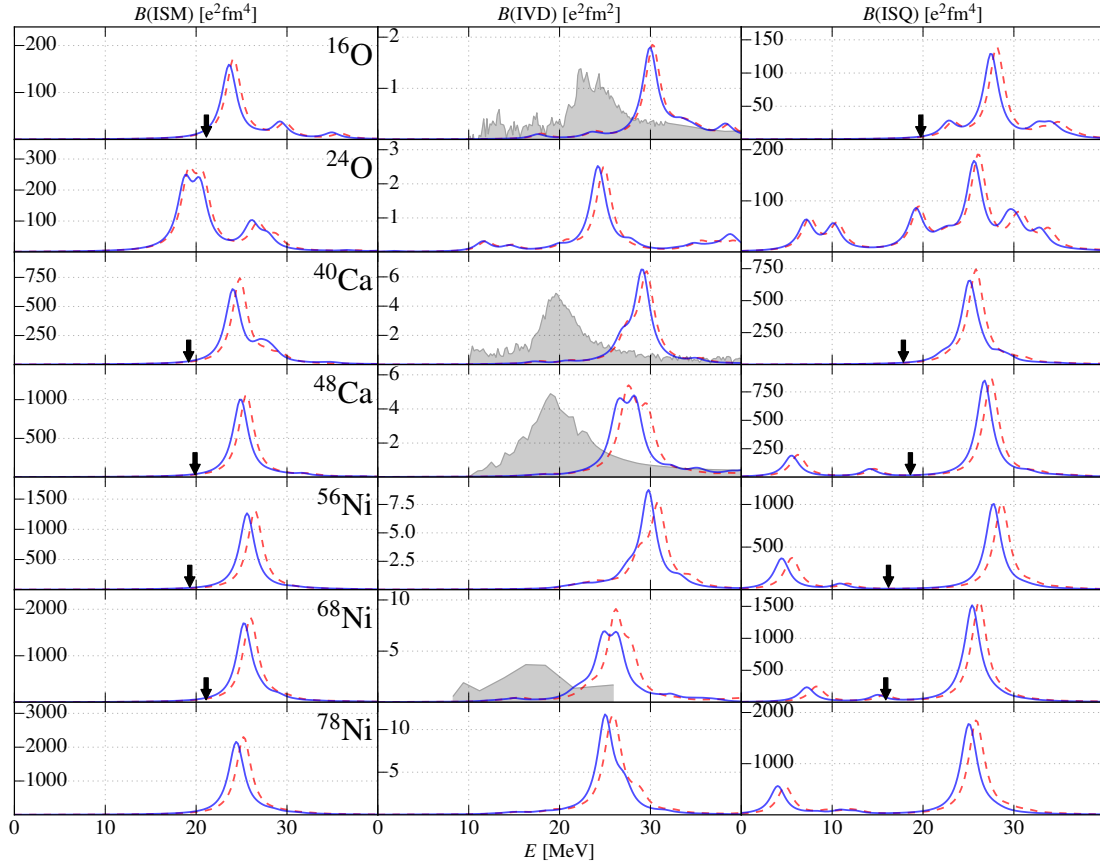 B(ISM) [e²fm⁴] B(IVD) [e²fm²] B(ISQ) [e²fm⁴]
200 100 ¹⁶O 2 1 150 100 50
300 200 100 ²⁴O 3 2 1 200 100
750 500 250 ⁴⁰Ca 6 4 2 750 500 250
1000 500 ⁴⁸Ca 6 4 2 750 500 250
1500 1000 500 ⁵⁶Ni 7.5 5.0 2.5 1000 500
2000 1000 ⁶⁸Ni 10 5 1500 1000 500
3000 2000 1000 ⁷⁸Ni 10 5 2000 1000
0 20 30 0 20 30 0 10 20 30
E [MeV]